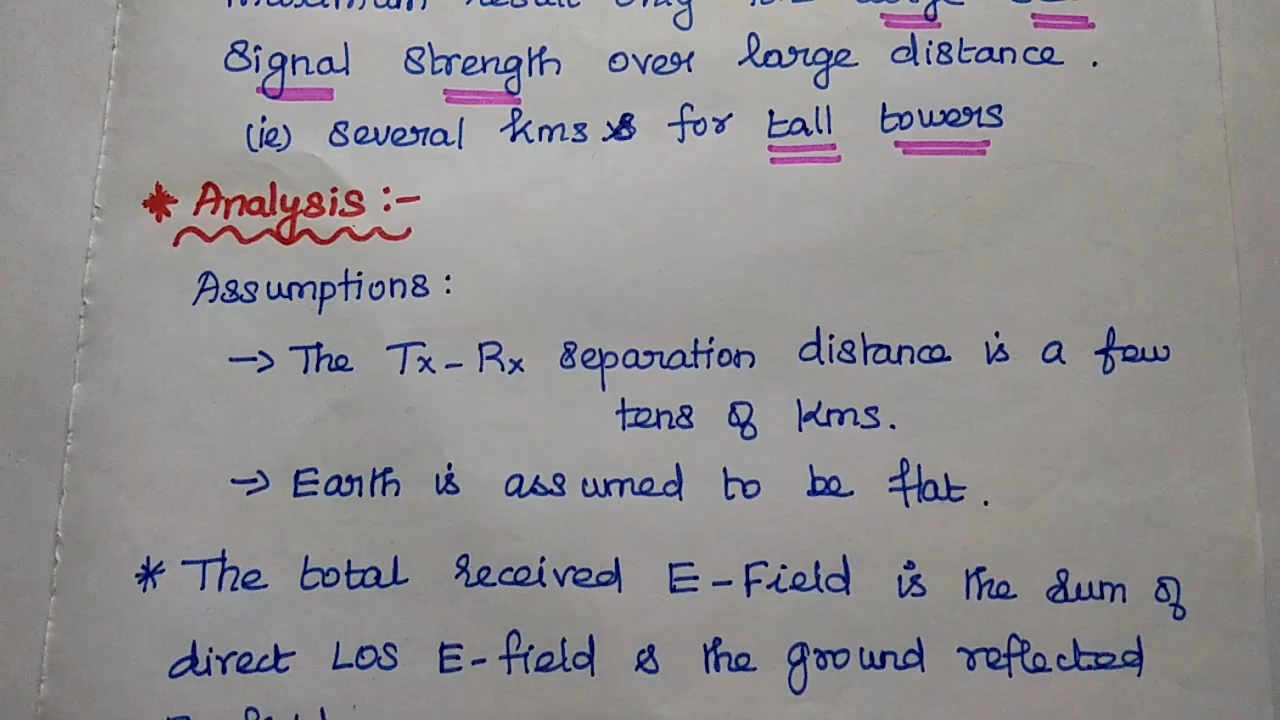 result only
Signal Strength over large distance.
(ie) several kms & for tall towers
* Analysis :-
Assumptions :
→ The Tx - Rx separation distance is a few
tens of kms.
→ Earth is assumed to be flat.
* The total received E-Field is the sum of
direct LOS E-field & the ground reflected